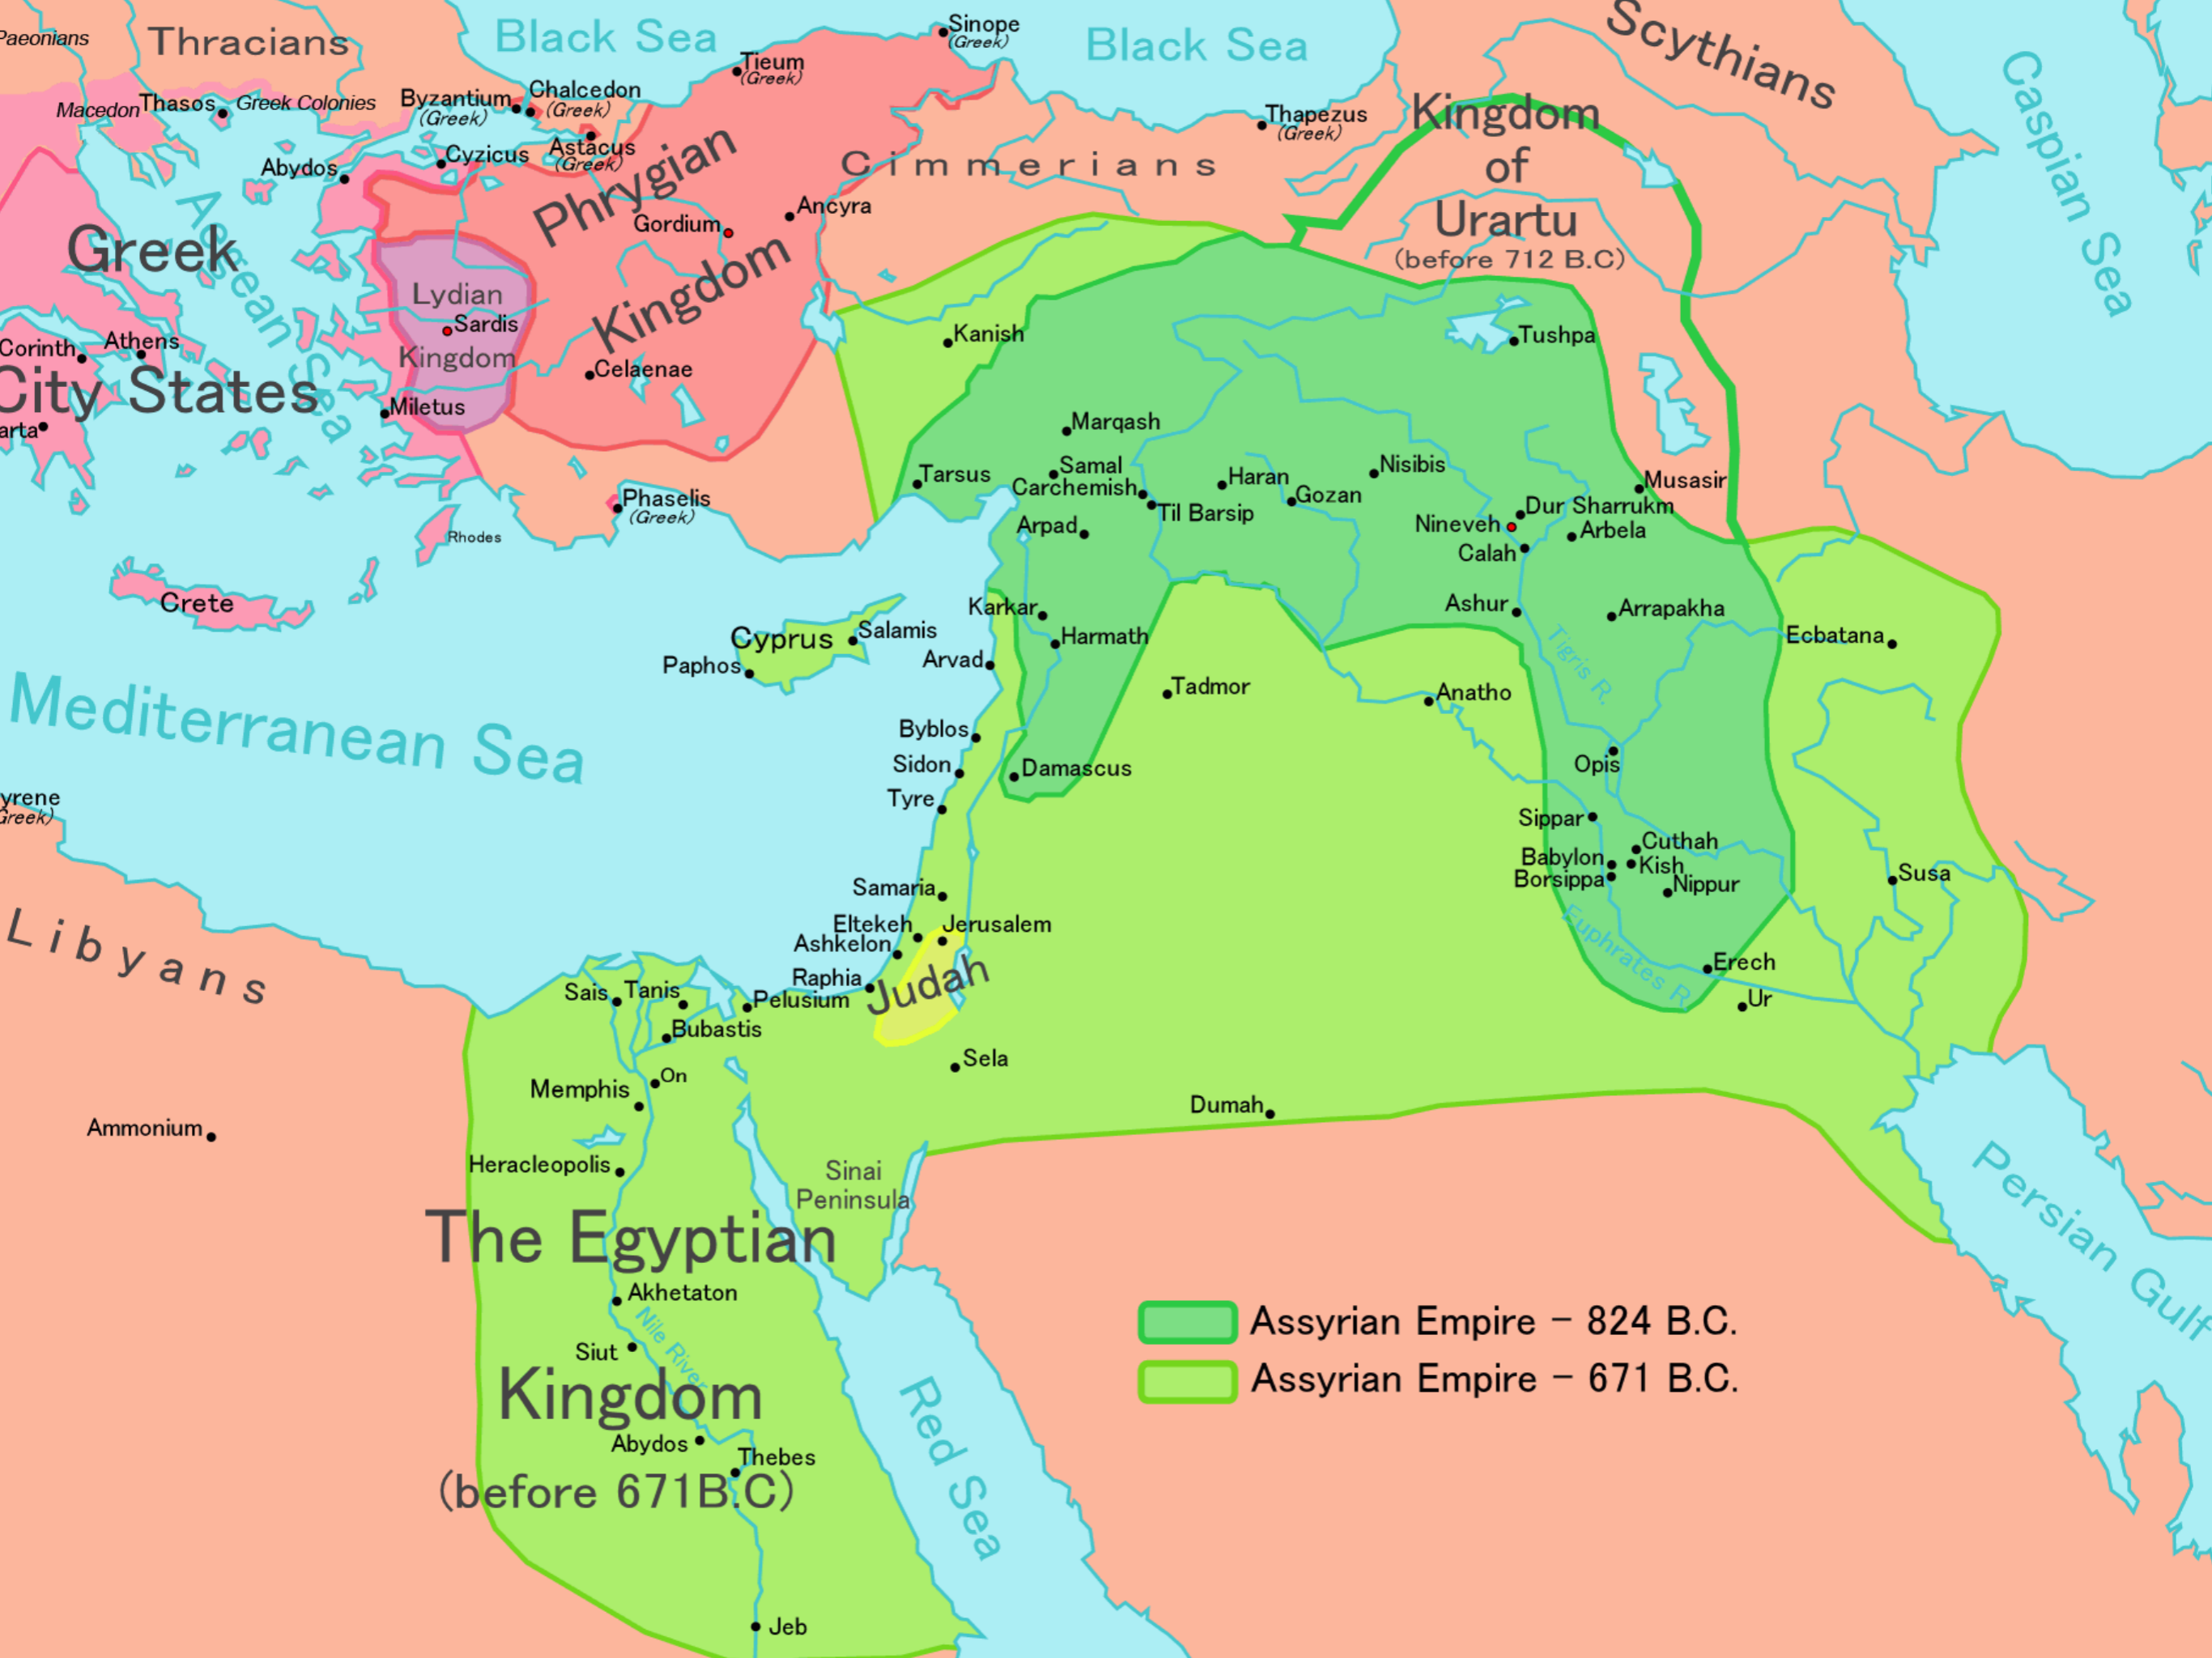 Paeonians
Thracians
Black Sea
Sinope
(Greek)
Black Sea
Scythians
Caspian Sea
Tieum
(Greek)
Macedon
Thasos
Greek Colonies
Byzantium
(Greek)
Chalcedon
(Greek)
Astacus
(Greek)
Thapezus
(Greek)
Kingdom
of
Urartu
(before 712 B.C)
Abydos
Cyzicus
Phrygian
Kingdom
Cimmerians
Gordium
Ancyra
Aegean Sea
Greek
City States
Lydian
Sardis
Kingdom
Corinth
Athens
arta
Miletus
Celaenae
Kanish
Tushpa
Marqash
Tarsus
Samal
Carchemish
Til Barsip
Haran
Gozan
Nisibis
Musasir
Dur Sharrukm
Nineveh
Arbela
Calah
Phaselis
(Greek)
Rhodes
Arpad
Crete
Cyprus
Salamis
Paphos
Karkar
Harmath
Arvad
Ashur
Arrapakha
Ecbatana
Tigris R.
Mediterranean Sea
Tadmor
Anatho
Byblos
Sidon
Damascus
Tyre
Opis
yrene
Greek)
Sippar
Cuthah
Babylon
Kish
Borsippa
Nippur
Susa
Euphrates R
Erech
Ur
Libyans
Samaria
Eltekeh
Jerusalem
Ashkelon
Raphia
Judah
Sais
Tanis
Pelusium
Bubastis
Sela
On
Memphis
Dumah
Ammonium
Heracleopolis
Sinai
Peninsula
Persian Gulf
The Egyptian
Kingdom
(before 671B.C)
Akhetaton
Nile River
Siut
Abydos
Thebes
Red Sea
Jeb
Assyrian Empire - 824 B.C.
Assyrian Empire - 671 B.C.